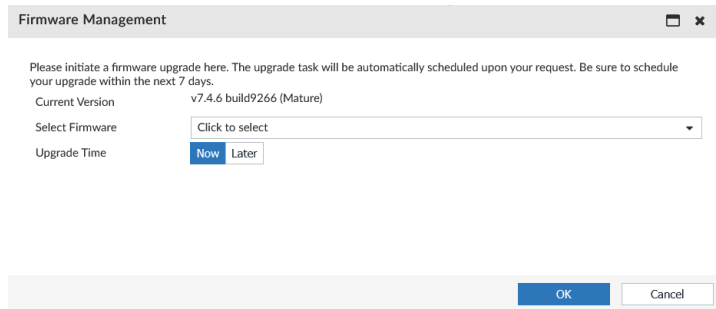 Firmware Management
Please initiate a firmware upgrade here. The upgrade task will be automatically scheduled upon your request. Be sure to schedule
your upgrade within the next 7 days.
Current Version v7.4.6 build9266 (Mature)
Select Firmware Click to select
Upgrade Time Now Later
OK Cancel